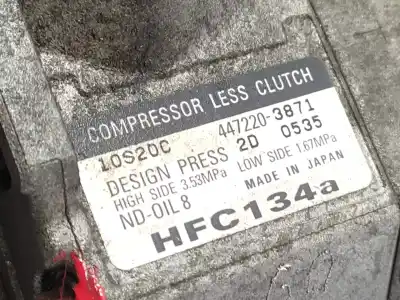 COMPRESSOR LESS CLUTCH
10S20C 447220-3871
DESIGN PRESS 2D 0535
HIGH SIDE 3.53MPa LOW SIDE 1.67MPa
ND-OIL 8 MADE IN JAPAN
HFC134a